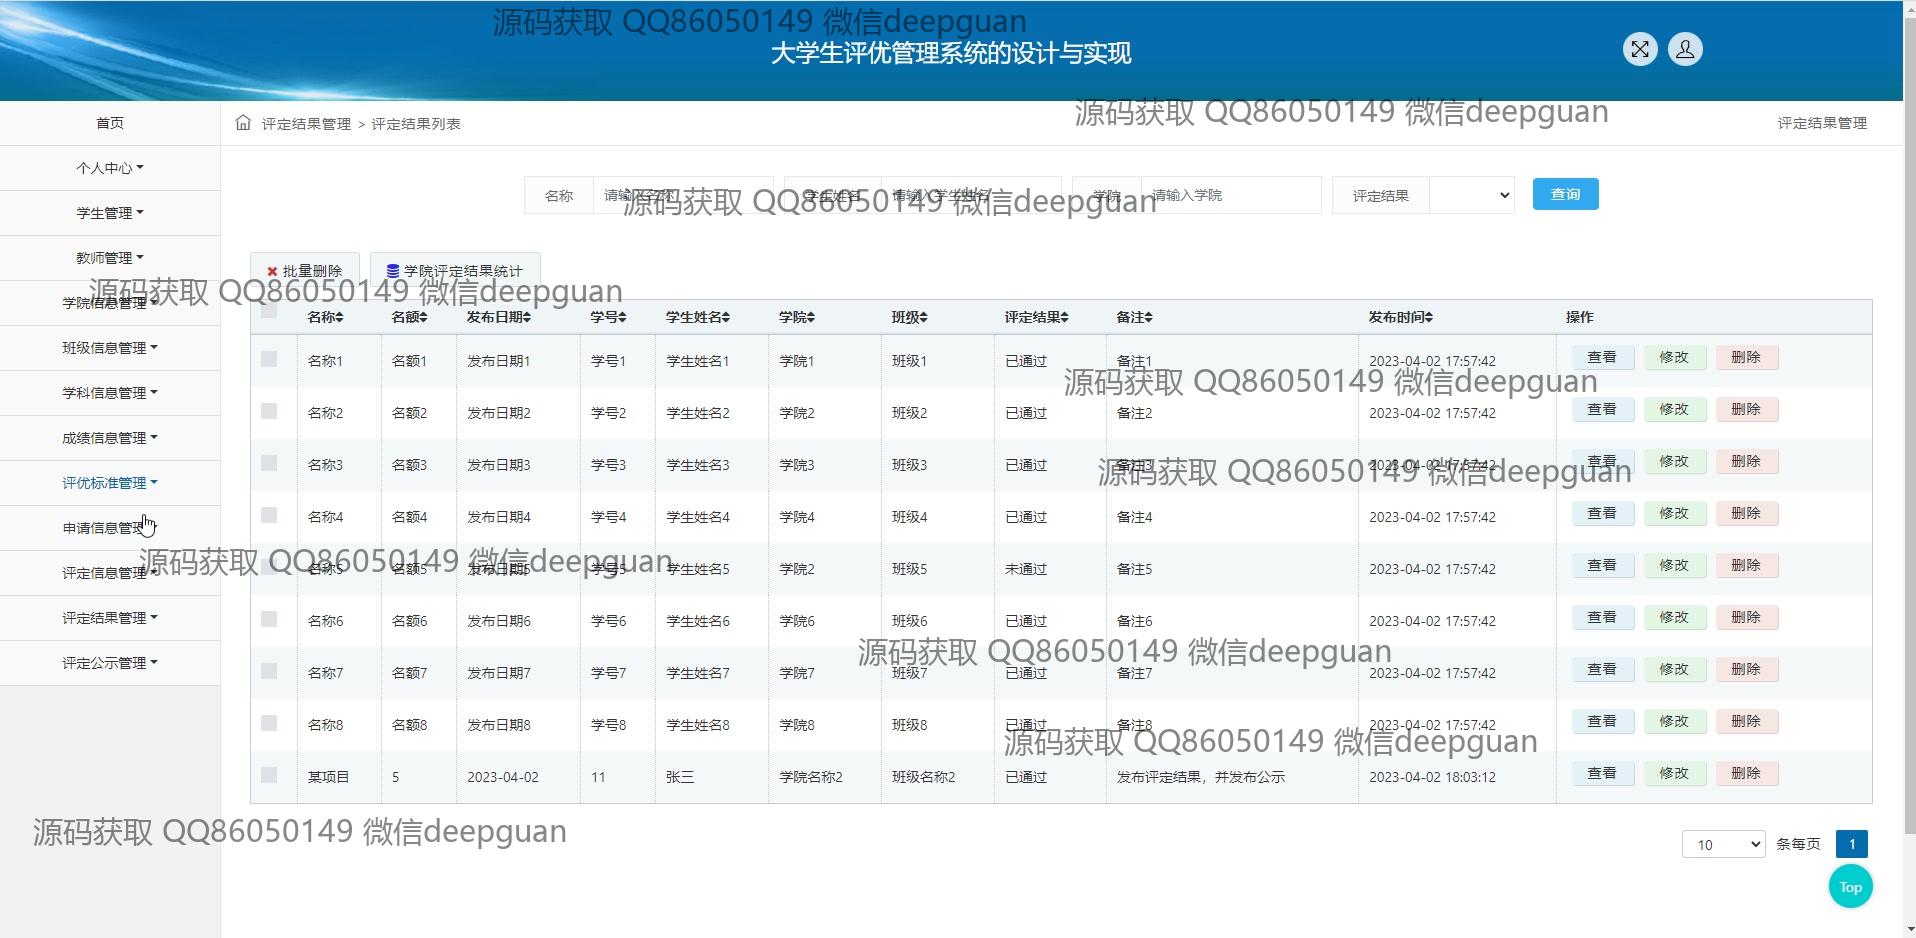 源码获取 QQ86050149 微信deepguan
大学生评优管理系统的设计与实现
源码获取 QQ86050149 微信deepguan
首页
评定结果管理 > 评定结果列表
评定结果管理
个人中心
学生管理
教师管理
学院信息管理
班级信息管理
学科信息管理
成绩信息管理
评优标准管理
申请信息管理
评定信息管理
评定结果管理
评定公示管理
名称 请输入名称 学生姓名 请输入学生姓名 学院 请输入学院 评定结果 查询
源码获取 QQ86050149 微信deepguan
批量删除 学院评定结果统计
源码获取 QQ86050149 微信deepguan
名称 名额 发布日期 学号 学生姓名 学院 班级 评定结果 备注 发布时间 操作
名称1 名额1 发布日期1 学号1 学生姓名1 学院1 班级1 已通过 备注1 2023-04-02 17:57:42 查看 修改 删除
源码获取 QQ86050149 微信deepguan
名称2 名额2 发布日期2 学号2 学生姓名2 学院2 班级2 已通过 备注2 2023-04-02 17:57:42 查看 修改 删除
名称3 名额3 发布日期3 学号3 学生姓名3 学院3 班级3 已通过 备注3 2023-04-02 17:57:42 查看 修改 删除
源码获取 QQ86050149 微信deepguan
名称4 名额4 发布日期4 学号4 学生姓名4 学院4 班级4 已通过 备注4 2023-04-02 17:57:42 查看 修改 删除
名称5 名额5 发布日期5 学号5 学生姓名5 学院2 班级5 未通过 备注5 2023-04-02 17:57:42 查看 修改 删除
源码获取 QQ86050149 微信deepguan
名称6 名额6 发布日期6 学号6 学生姓名6 学院6 班级6 已通过 备注6 2023-04-02 17:57:42 查看 修改 删除
源码获取 QQ86050149 微信deepguan
名称7 名额7 发布日期7 学号7 学生姓名7 学院7 班级7 已通过 备注7 2023-04-02 17:57:42 查看 修改 删除
名称8 名额8 发布日期8 学号8 学生姓名8 学院8 班级8 已通过 备注8 2023-04-02 17:57:42 查看 修改 删除
源码获取 QQ86050149 微信deepguan
某项目 5 2023-04-02 11 张三 学院名称2 班级名称2 已通过 发布评定结果，并发布公示 2023-04-02 18:03:12 查看 修改 删除
源码获取 QQ86050149 微信deepguan
10 条每页 1
Top